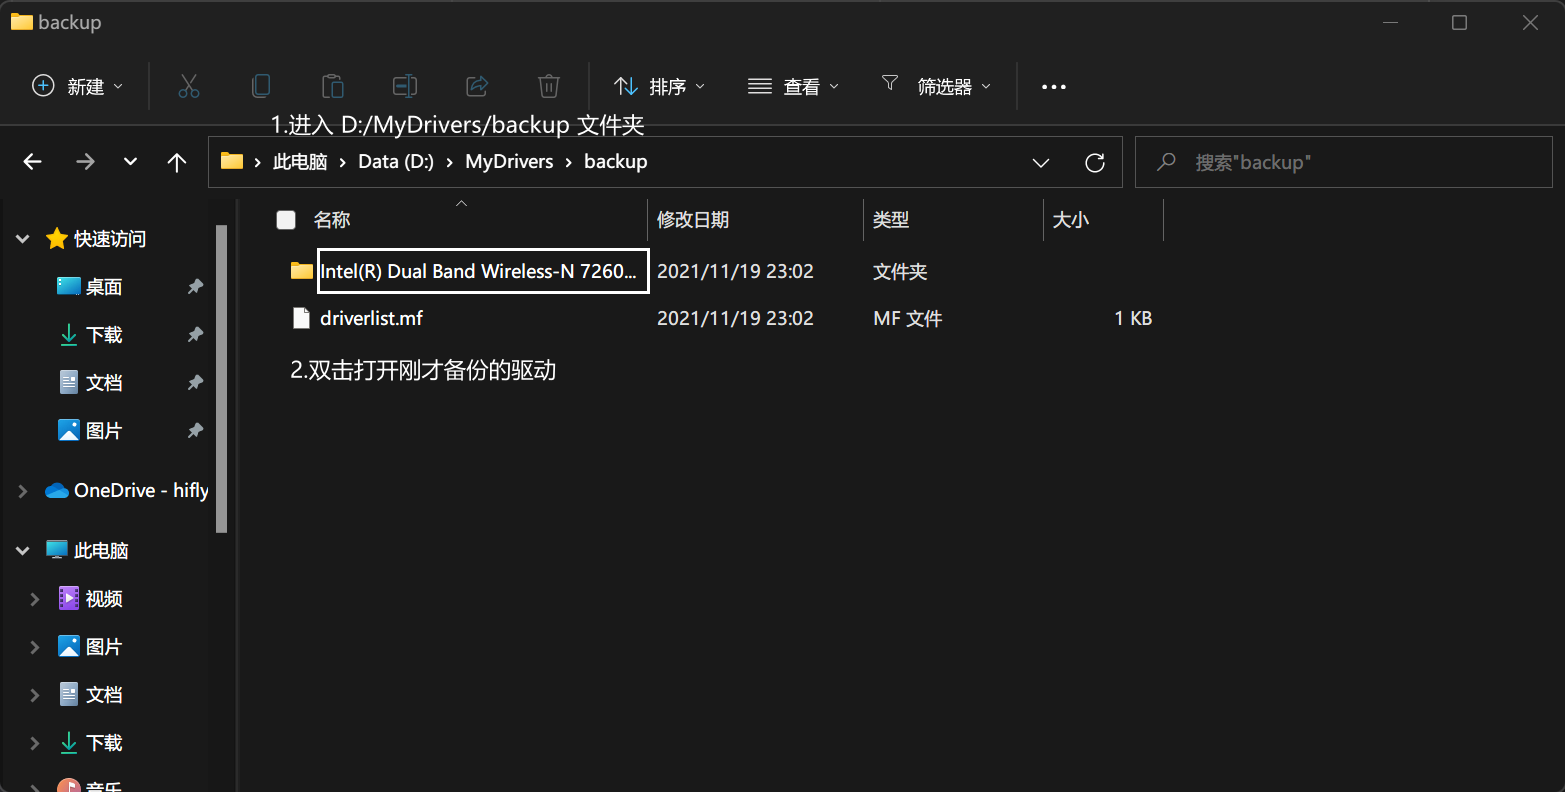 backup
新建
排序
查看
筛选器
1.进入 D:/MyDrivers/backup 文件夹
此电脑 › Data (D:) › MyDrivers › backup
搜索"backup"
名称 修改日期 类型 大小
Intel(R) Dual Band Wireless-N 7260... 2021/11/19 23:02 文件夹
driverlist.mf 2021/11/19 23:02 MF 文件 1 KB
2.双击打开刚才备份的驱动
快速访问
桌面
下载
文档
图片
OneDrive - hifly
此电脑
视频
图片
文档
下载
音乐